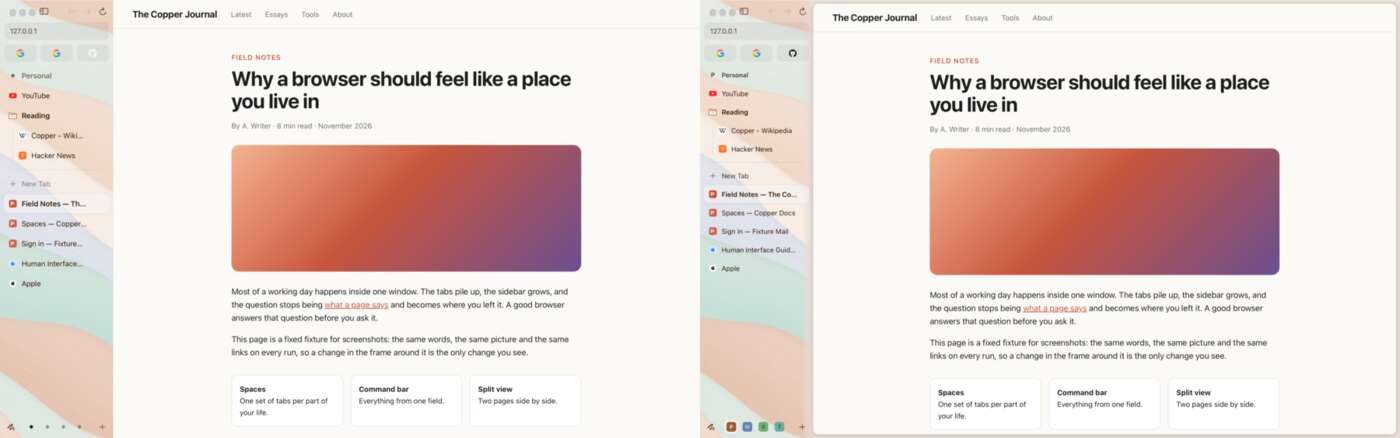 127.0.0.1
Personal
YouTube
Reading
Copper - Wiki...
Hacker News
New Tab
Field Notes — Th...
Spaces — Copper...
Sign in — Fixture...
Human Interface...
Apple
The Copper Journal Latest Essays Tools About
FIELD NOTES
Why a browser should feel like a place
you live in
By A. Writer · 8 min read · November 2026
Most of a working day happens inside one window. The tabs pile up, the sidebar grows, and
the question stops being what a page says and becomes where you left it. A good browser
answers that question before you ask it.
This page is a fixed fixture for screenshots: the same words, the same picture and the same
links on every run, so a change in the frame around it is the only change you see.
Spaces
One set of tabs per part of
your life.
Command bar
Everything from one field.
Split view
Two pages side by side.
127.0.0.1
P Personal
YouTube
Reading
Copper - Wikipedia
Hacker News
New Tab
Field Notes — The Co...
Spaces — Copper Docs
Sign in — Fixture Mail
Human Interface Guid...
Apple
The Copper Journal Latest Essays Tools About
FIELD NOTES
Why a browser should feel like a place
you live in
By A. Writer · 8 min read · November 2026
Most of a working day happens inside one window. The tabs pile up, the sidebar grows, and
the question stops being what a page says and becomes where you left it. A good browser
answers that question before you ask it.
This page is a fixed fixture for screenshots: the same words, the same picture and the same
links on every run, so a change in the frame around it is the only change you see.
Spaces
One set of tabs per part of
your life.
Command bar
Everything from one field.
Split view
Two pages side by side.